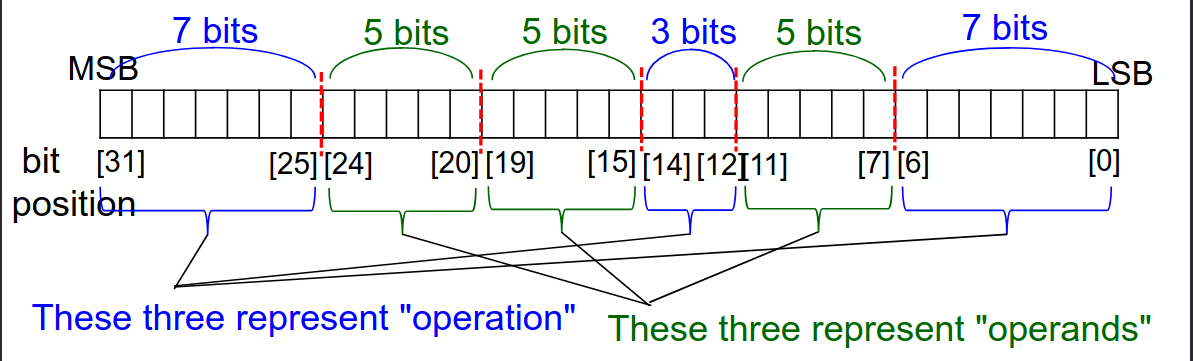 7 bits 5 bits 5 bits 3 bits 5 bits 7 bits
MSB LSB
bit [31] [25] [24] [20] [19] [15] [14] [12] [11] [7] [6] [0]
position
These three represent "operation"
These three represent "operands"